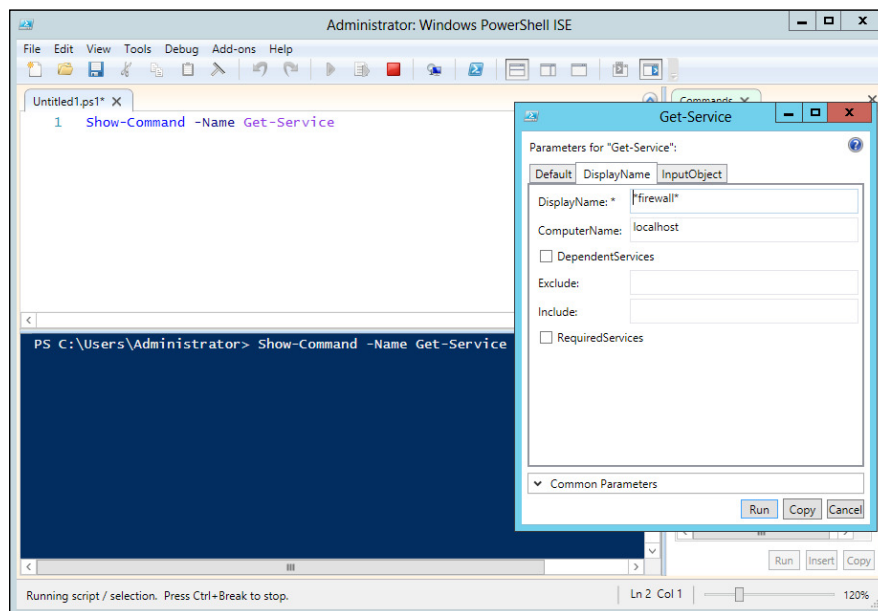 Administrator: Windows PowerShell ISE
File Edit View Tools Debug Add-ons Help
Untitled1.ps1* X
Commands X
1 Show-Command -Name Get-Service
PS C:\Users\Administrator> Show-Command -Name Get-Service
Get-Service
Parameters for "Get-Service":
Default DisplayName InputObject
DisplayName: * *firewall*
ComputerName: localhost
DependentServices
Exclude:
Include:
RequiredServices
Common Parameters
Run Copy Cancel
Run Insert Copy
Running script / selection. Press Ctrl+Break to stop.
Ln 2 Col 1
120%